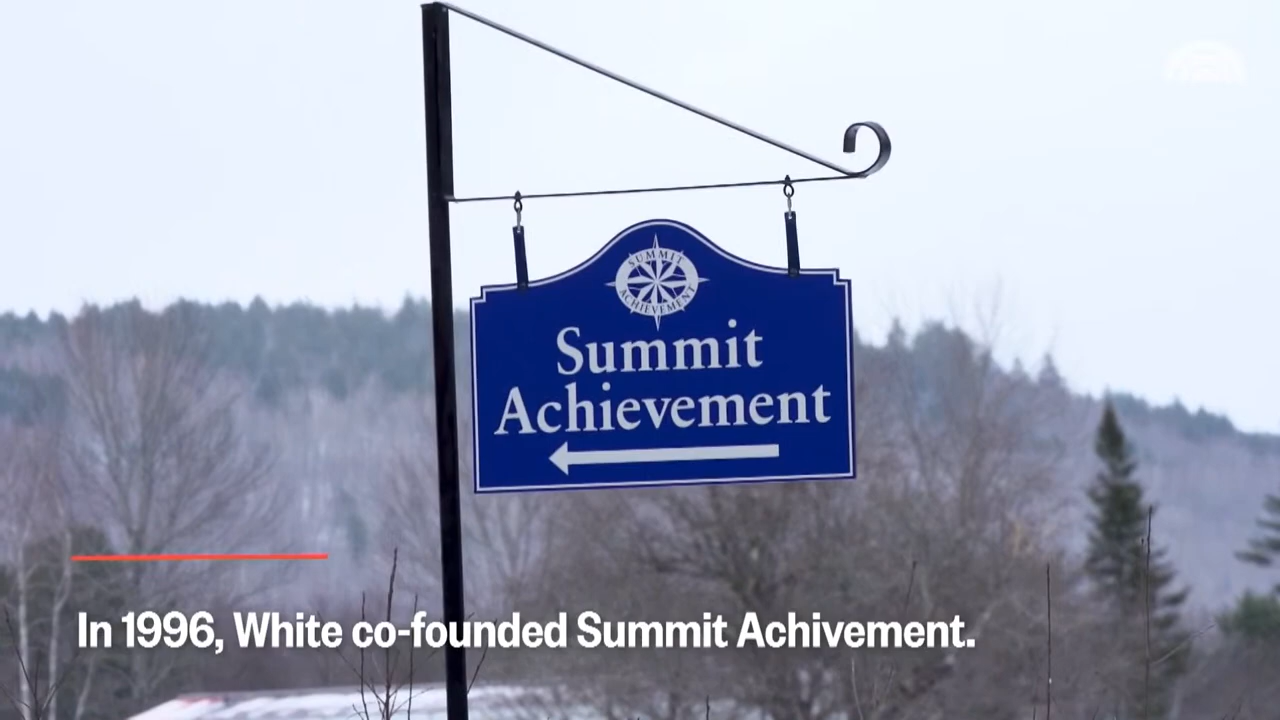 SUMMIT
ACHIEVEMENT
Summit
Achievement
In 1996, White co-founded Summit Achivement.